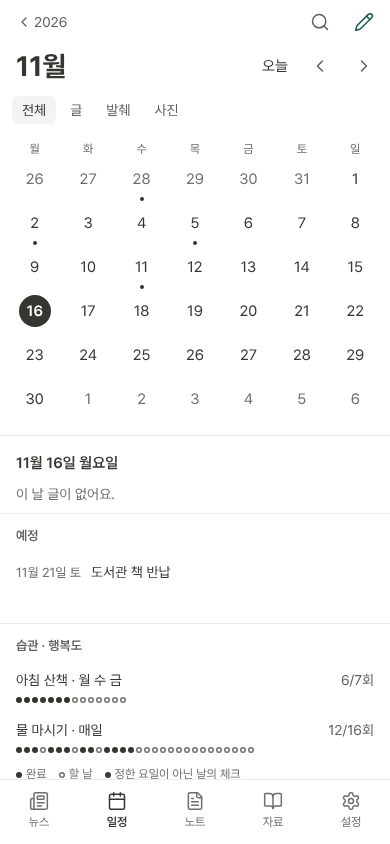 2026
11월
오늘
전체 글 발췌 사진
월 화 수 목 금 토 일
26 27 28 29 30 31 1
2 3 4 5 6 7 8
9 10 11 12 13 14 15
16 17 18 19 20 21 22
23 24 25 26 27 28 29
30 1 2 3 4 5 6
11월 16일 월요일
이 날 글이 없어요.
예정
11월 21일 토 도서관 책 반납
습관 · 행복도
아침 산책 · 월 수 금 6/7회
물 마시기 · 매일 12/16회
완료 할 날 정한 요일이 아닌 날의 체크
뉴스 일정 노트 자료 설정